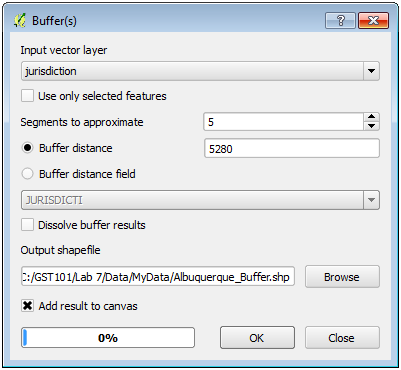 Buffer(s)
?
Input vector layer
jurisdiction
Use only selected features
Segments to approximate
5
Buffer distance
5280
Buffer distance field
JURISDICTI
Dissolve buffer results
Output shapefile
C:/GST101/Lab 7/Data/MyData/Albuquerque_Buffer.shp
Browse
Add result to canvas
0%
OK
Close